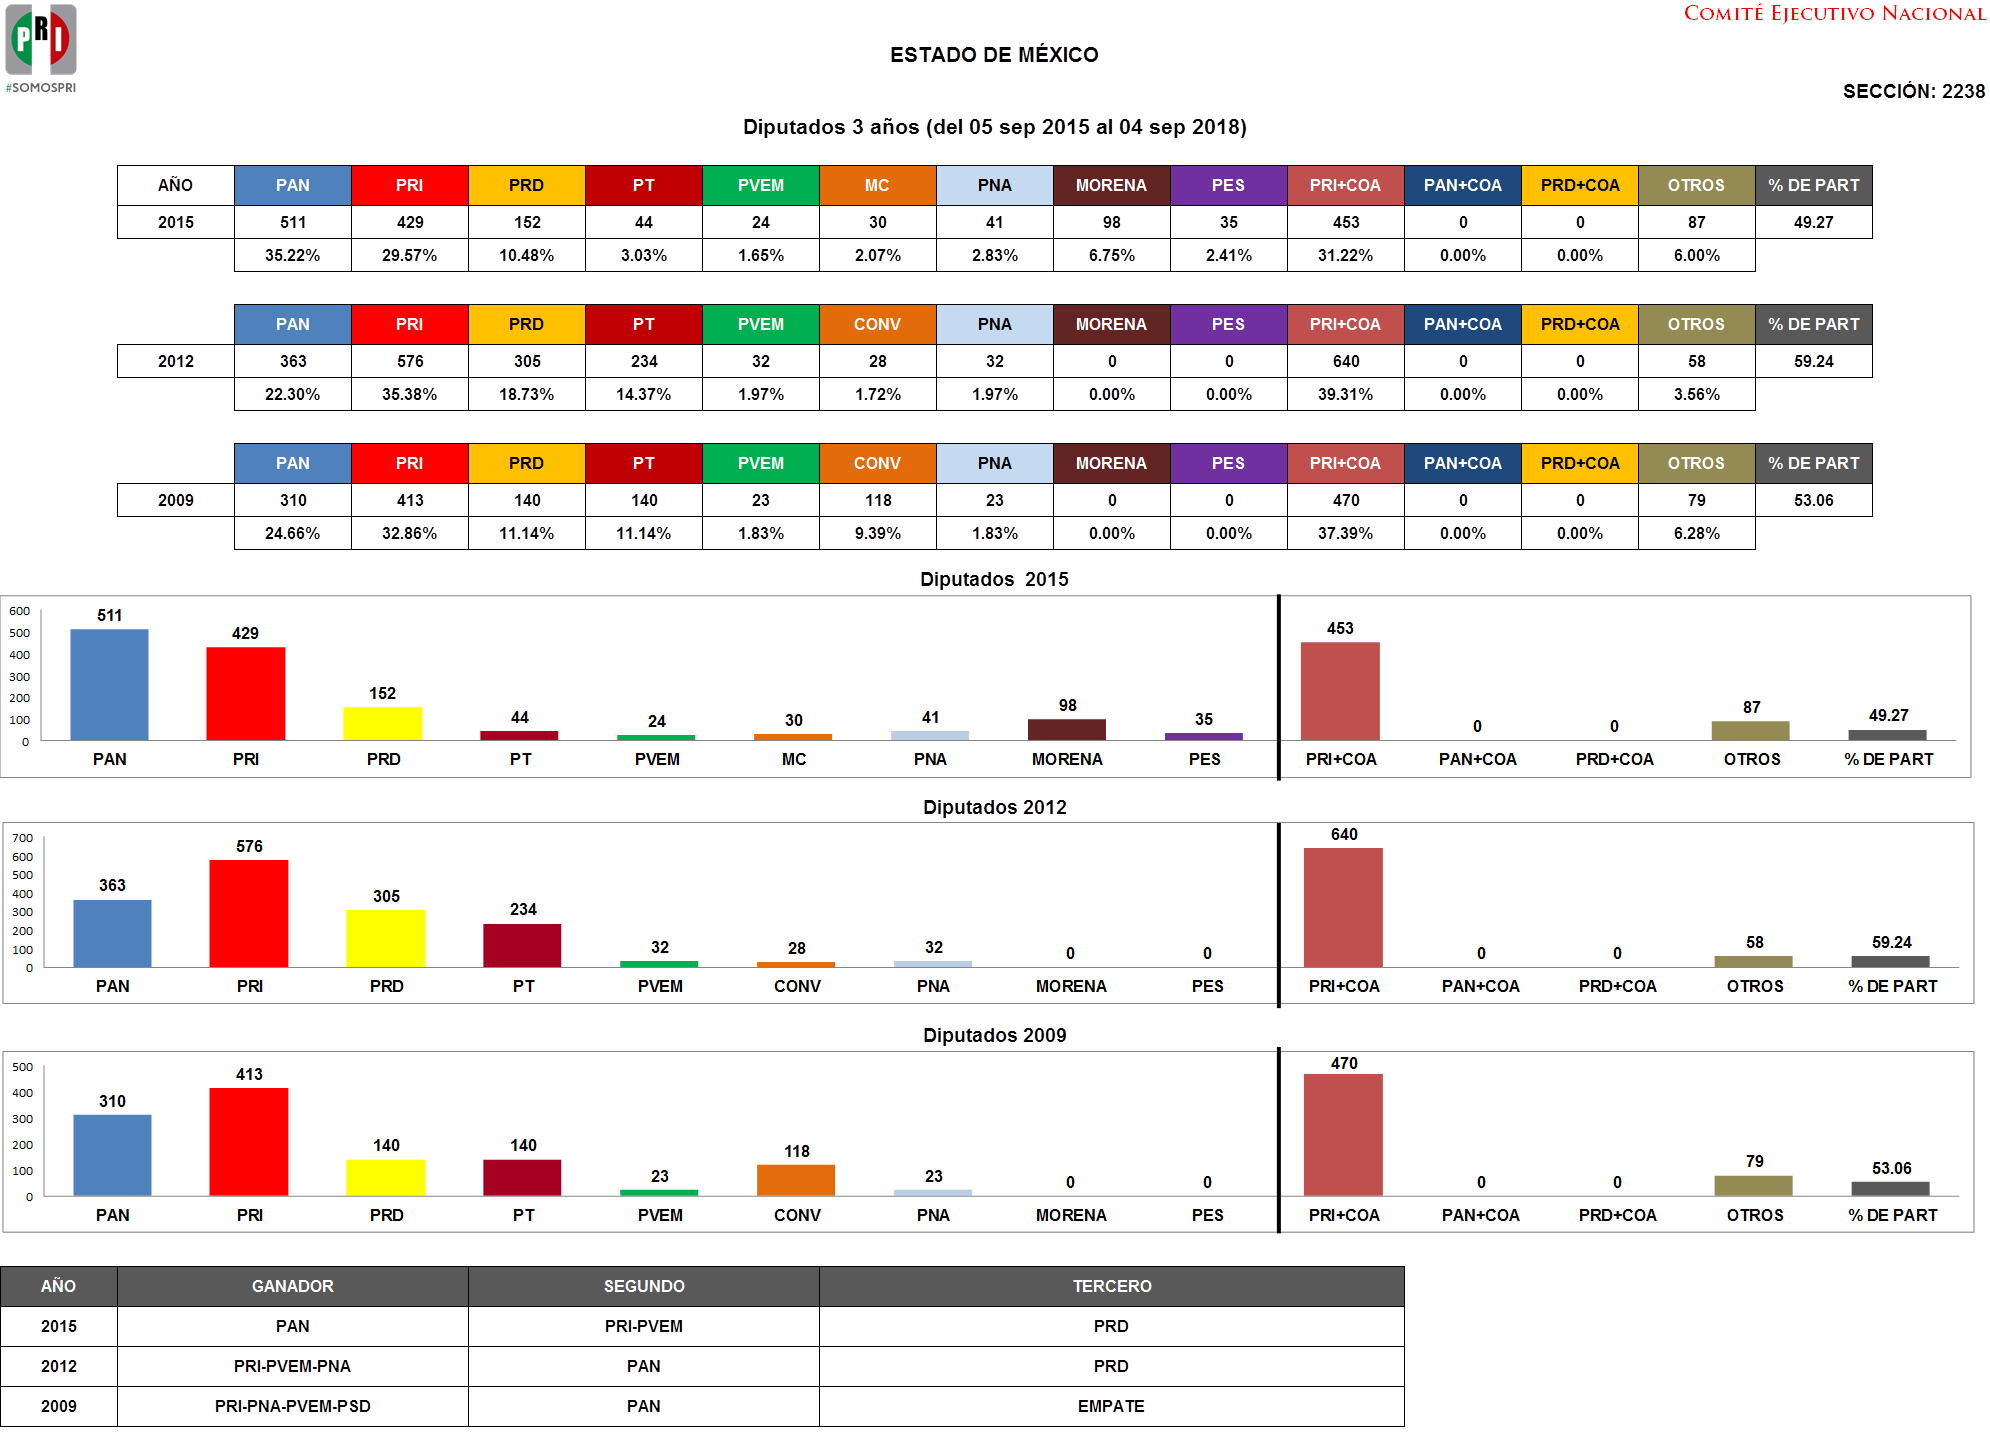 PRI
#SOMOSPRI
COMITÉ EJECUTIVO NACIONAL
ESTADO DE MÉXICO
SECCIÓN: 2238
Diputados 3 años (del 05 sep 2015 al 04 sep 2018)
AÑO PAN PRI PRD PT PVEM MC PNA MORENA PES PRI+COA PAN+COA PRD+COA OTROS % DE PART
2015 511 429 152 44 24 30 41 98 35 453 0 0 87 49.27
35.22% 29.57% 10.48% 3.03% 1.65% 2.07% 2.83% 6.75% 2.41% 31.22% 0.00% 0.00% 6.00%
PAN PRI PRD PT PVEM CONV PNA MORENA PES PRI+COA PAN+COA PRD+COA OTROS % DE PART
2012 363 576 305 234 32 28 32 0 0 640 0 0 58 59.24
22.30% 35.38% 18.73% 14.37% 1.97% 1.72% 1.97% 0.00% 0.00% 39.31% 0.00% 0.00% 3.56%
PAN PRI PRD PT PVEM CONV PNA MORENA PES PRI+COA PAN+COA PRD+COA OTROS % DE PART
2009 310 413 140 140 23 118 23 0 0 470 0 0 79 53.06
24.66% 32.86% 11.14% 11.14% 1.83% 9.39% 1.83% 0.00% 0.00% 37.39% 0.00% 0.00% 6.28%
Diputados 2015
600
500
400
300
200
100
0
511 429 152 44 24 30 41 98 35 453 0 0 87 49.27
PAN PRI PRD PT PVEM MC PNA MORENA PES PRI+COA PAN+COA PRD+COA OTROS % DE PART
Diputados 2012
700
600
500
400
300
200
100
0
363 576 305 234 32 28 32 0 0 640 0 0 58 59.24
PAN PRI PRD PT PVEM CONV PNA MORENA PES PRI+COA PAN+COA PRD+COA OTROS % DE PART
Diputados 2009
500
400
300
200
100
0
310 413 140 140 23 118 23 0 0 470 0 0 79 53.06
PAN PRI PRD PT PVEM CONV PNA MORENA PES PRI+COA PAN+COA PRD+COA OTROS % DE PART
AÑO GANADOR SEGUNDO TERCERO
2015 PAN PRI-PVEM PRD
2012 PRI-PVEM-PNA PAN PRD
2009 PRI-PNA-PVEM-PSD PAN EMPATE